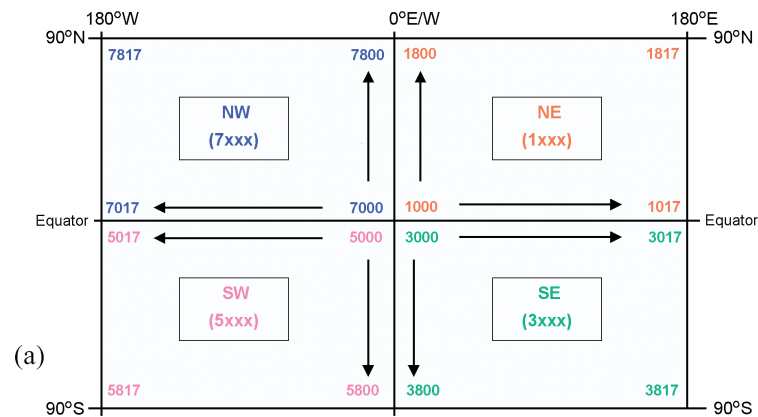 180°W 0°E/W 180°E
90°N 90°N
7817 7800 1800 1817
NW NE
(7xxx) (1xxx)
7017 7000 1000 1017
Equator Equator
5017 5000 3000 3017
SW SE
(5xxx) (3xxx)
(a)
5817 5800 3800 3817
90°S 90°S